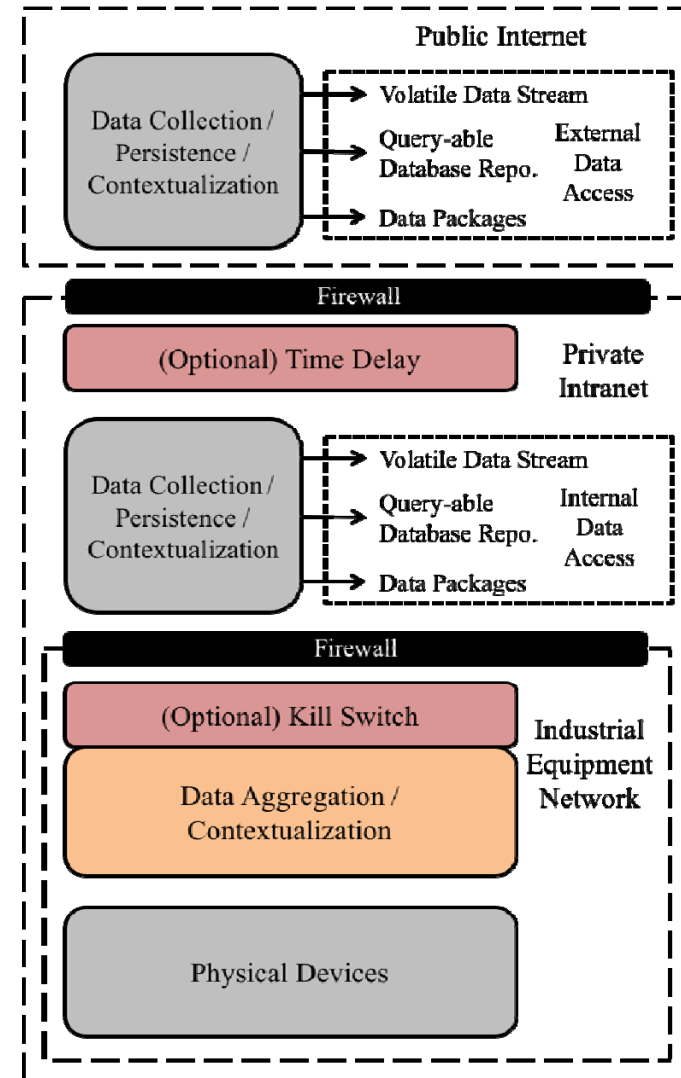 Public Internet
Data Collection /
Persistence /
Contextualization
Volatile Data Stream
Query-able
Database Repo.
Data Packages
External
Data
Access
Firewall
(Optional) Time Delay
Private
Intranet
Data Collection /
Persistence /
Contextualization
Volatile Data Stream
Query-able
Database Repo.
Data Packages
Internal
Data
Access
Firewall
(Optional) Kill Switch
Industrial
Equipment
Network
Data Aggregation /
Contextualization
Physical Devices